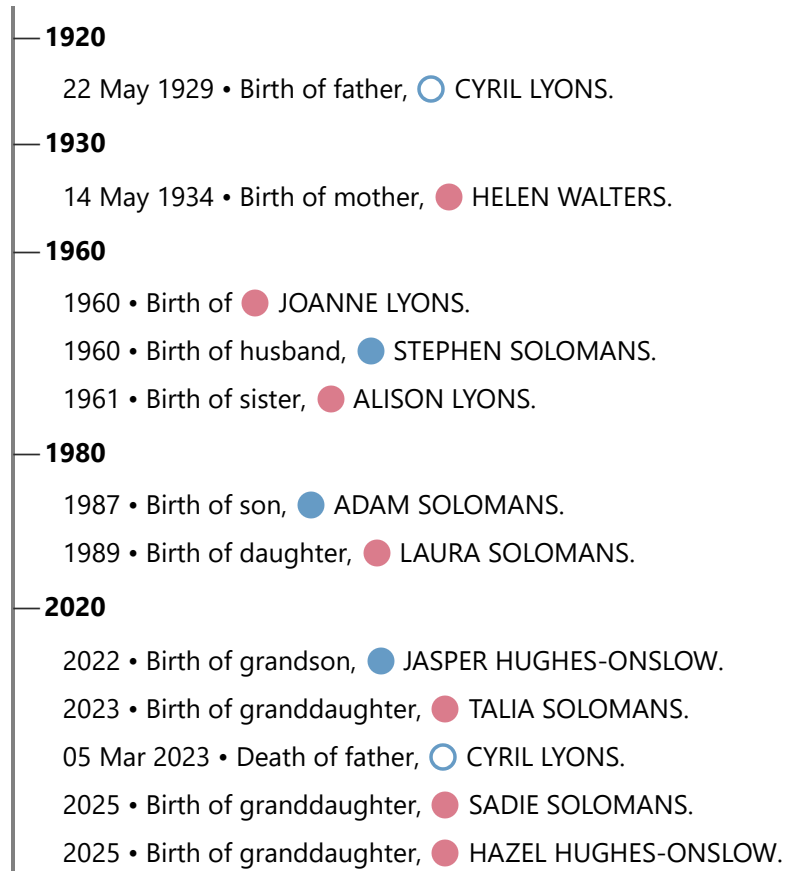 1920
22 May 1929 • Birth of father, CYRIL LYONS.
1930
14 May 1934 • Birth of mother, HELEN WALTERS.
1960
1960 • Birth of JOANNE LYONS.
1960 • Birth of husband, STEPHEN SOLOMANS.
1961 • Birth of sister, ALISON LYONS.
1980
1987 • Birth of son, ADAM SOLOMANS.
1989 • Birth of daughter, LAURA SOLOMANS.
2020
2022 • Birth of grandson, JASPER HUGHES-ONSLOW.
2023 • Birth of granddaughter, TALIA SOLOMANS.
05 Mar 2023 • Death of father, CYRIL LYONS.
2025 • Birth of granddaughter, SADIE SOLOMANS.
2025 • Birth of granddaughter, HAZEL HUGHES-ONSLOW.